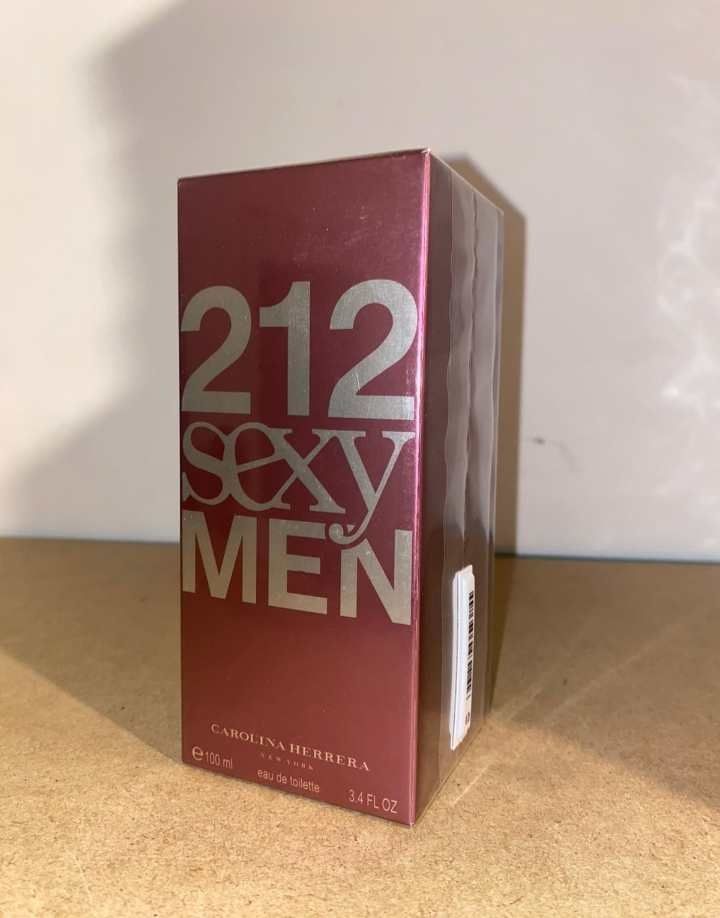 212
sexy
MEN
CAROLINA HERRERA
NEW YORK
℮100 ml
eau de toilette
3.4 FL OZ